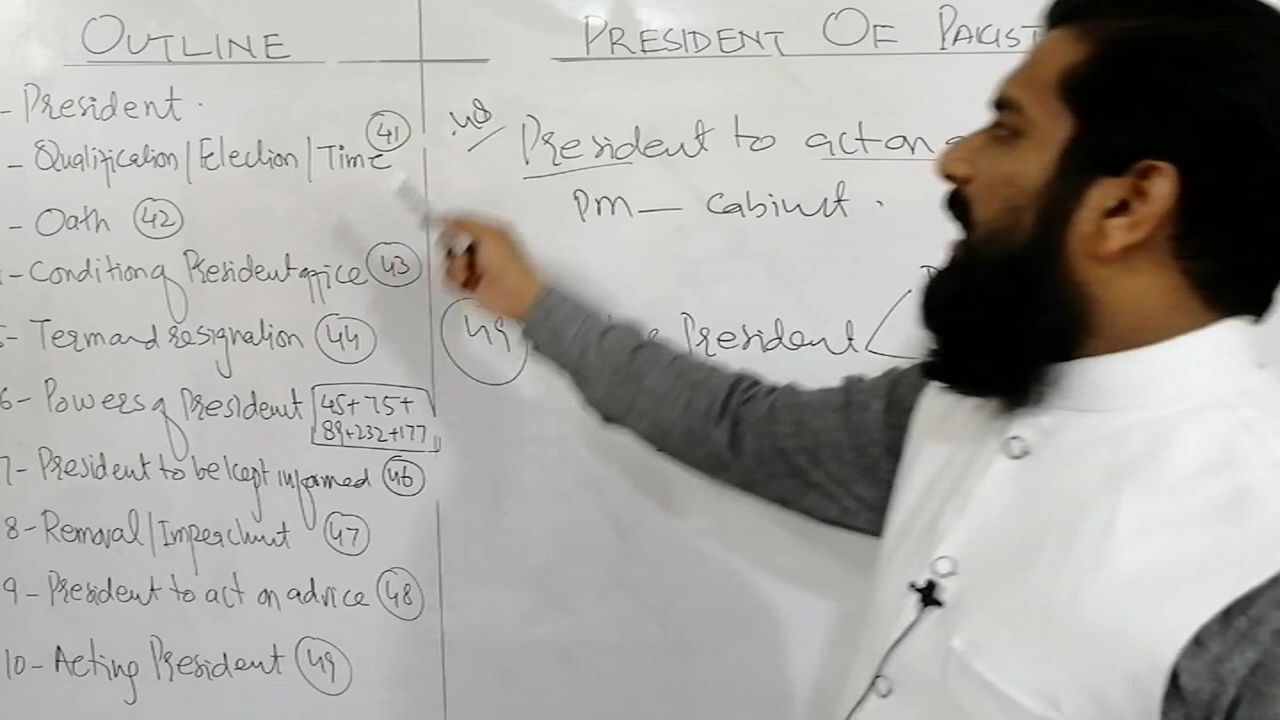 OUTLINE
- President.
- Qualification/Election/Time 41
- Oath 42
- Condition of President office 43
- Term and resignation 44
6- Powers of President 45+75+
89+232+177
7- President to be kept informed 46
8- Removal/Impeachment 47
9- President to act on advice 48
10- Acting President 49
PRESIDENT OF PAKIST
48 President to act on
PM — Cabinet.
49 President